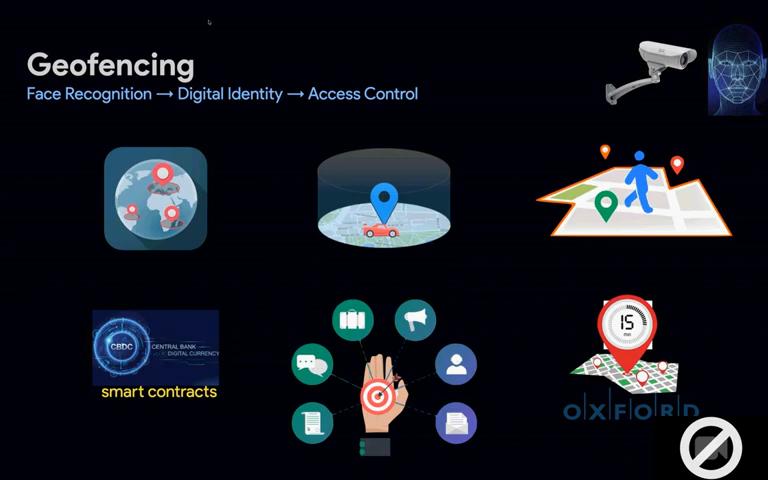 Geofencing
Face Recognition → Digital Identity → Access Control
CBDC
CENTRAL BANK
DIGITAL CURRENCY
smart contracts
15
min
OXFORD